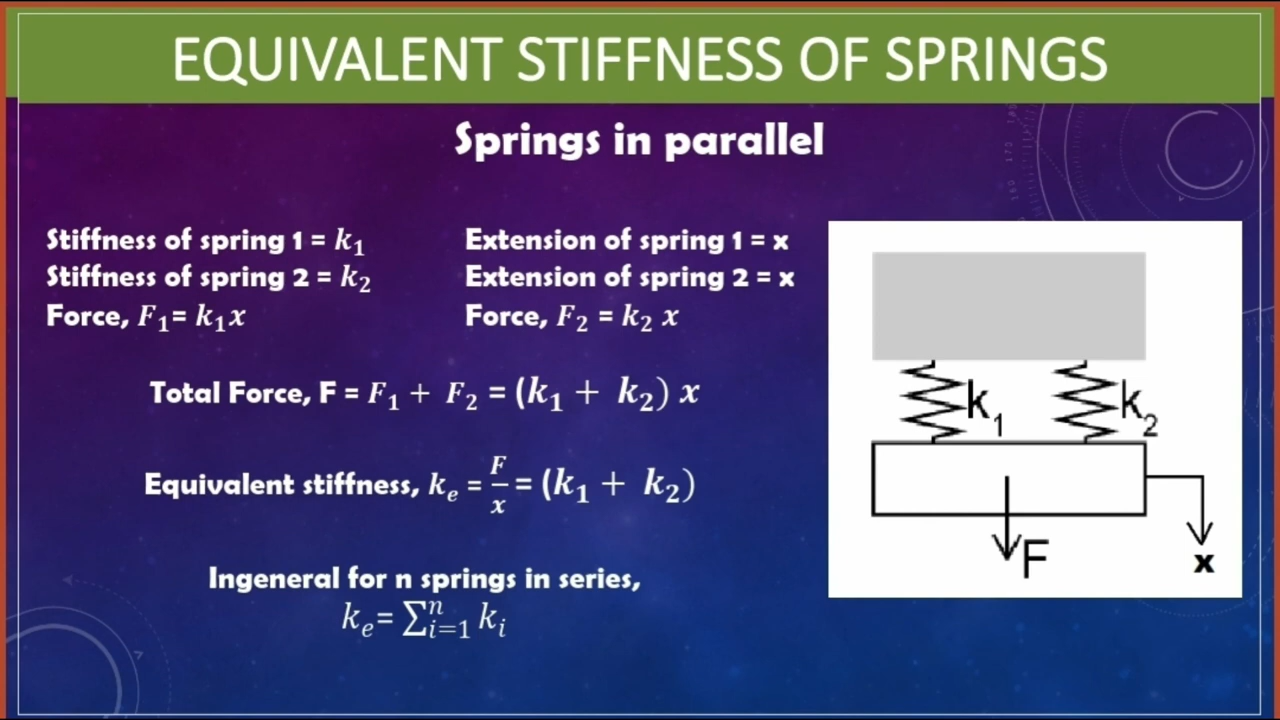 EQUIVALENT STIFFNESS OF SPRINGS
Springs in parallel
Stiffness of spring 1 = k₁
Stiffness of spring 2 = k₂
Force, F₁= k₁x
Extension of spring 1 = x
Extension of spring 2 = x
Force, F₂ = k₂ x
Total Force, F = F₁ + F₂ = (k₁ + k₂) x
Equivalent stiffness, kₑ = F/x = (k₁ + k₂)
Ingeneral for n springs in series,
kₑ= ∑ⁿᵢ₌₁ kᵢ
k₁
k₂
F
x